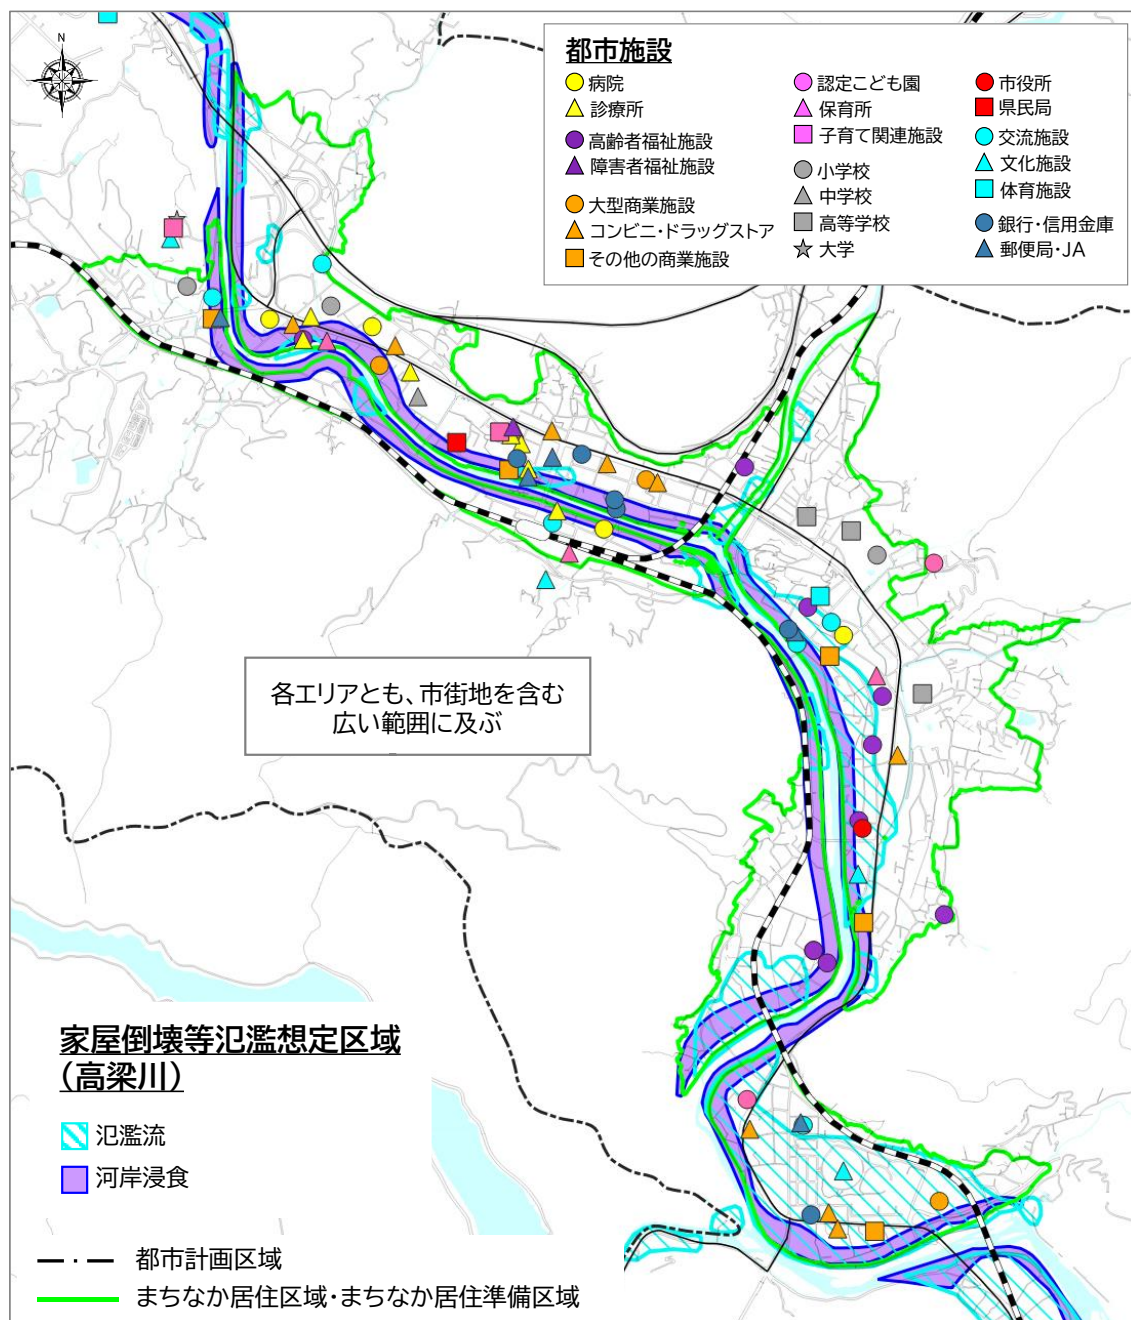 N
都市施設
病院
診療所
高齢者福祉施設
障害者福祉施設
大型商業施設
コンビニ・ドラッグストア
その他の商業施設
認定こども園
保育所
子育て関連施設
小学校
中学校
高等学校
大学
市役所
県民局
交流施設
文化施設
体育施設
銀行・信用金庫
郵便局・JA
各エリアとも、市街地を含む
広い範囲に及ぶ
家屋倒壊等氾濫想定区域
(高梁川)
氾濫流
河岸浸食
都市計画区域
まちなか居住区域・まちなか居住準備区域